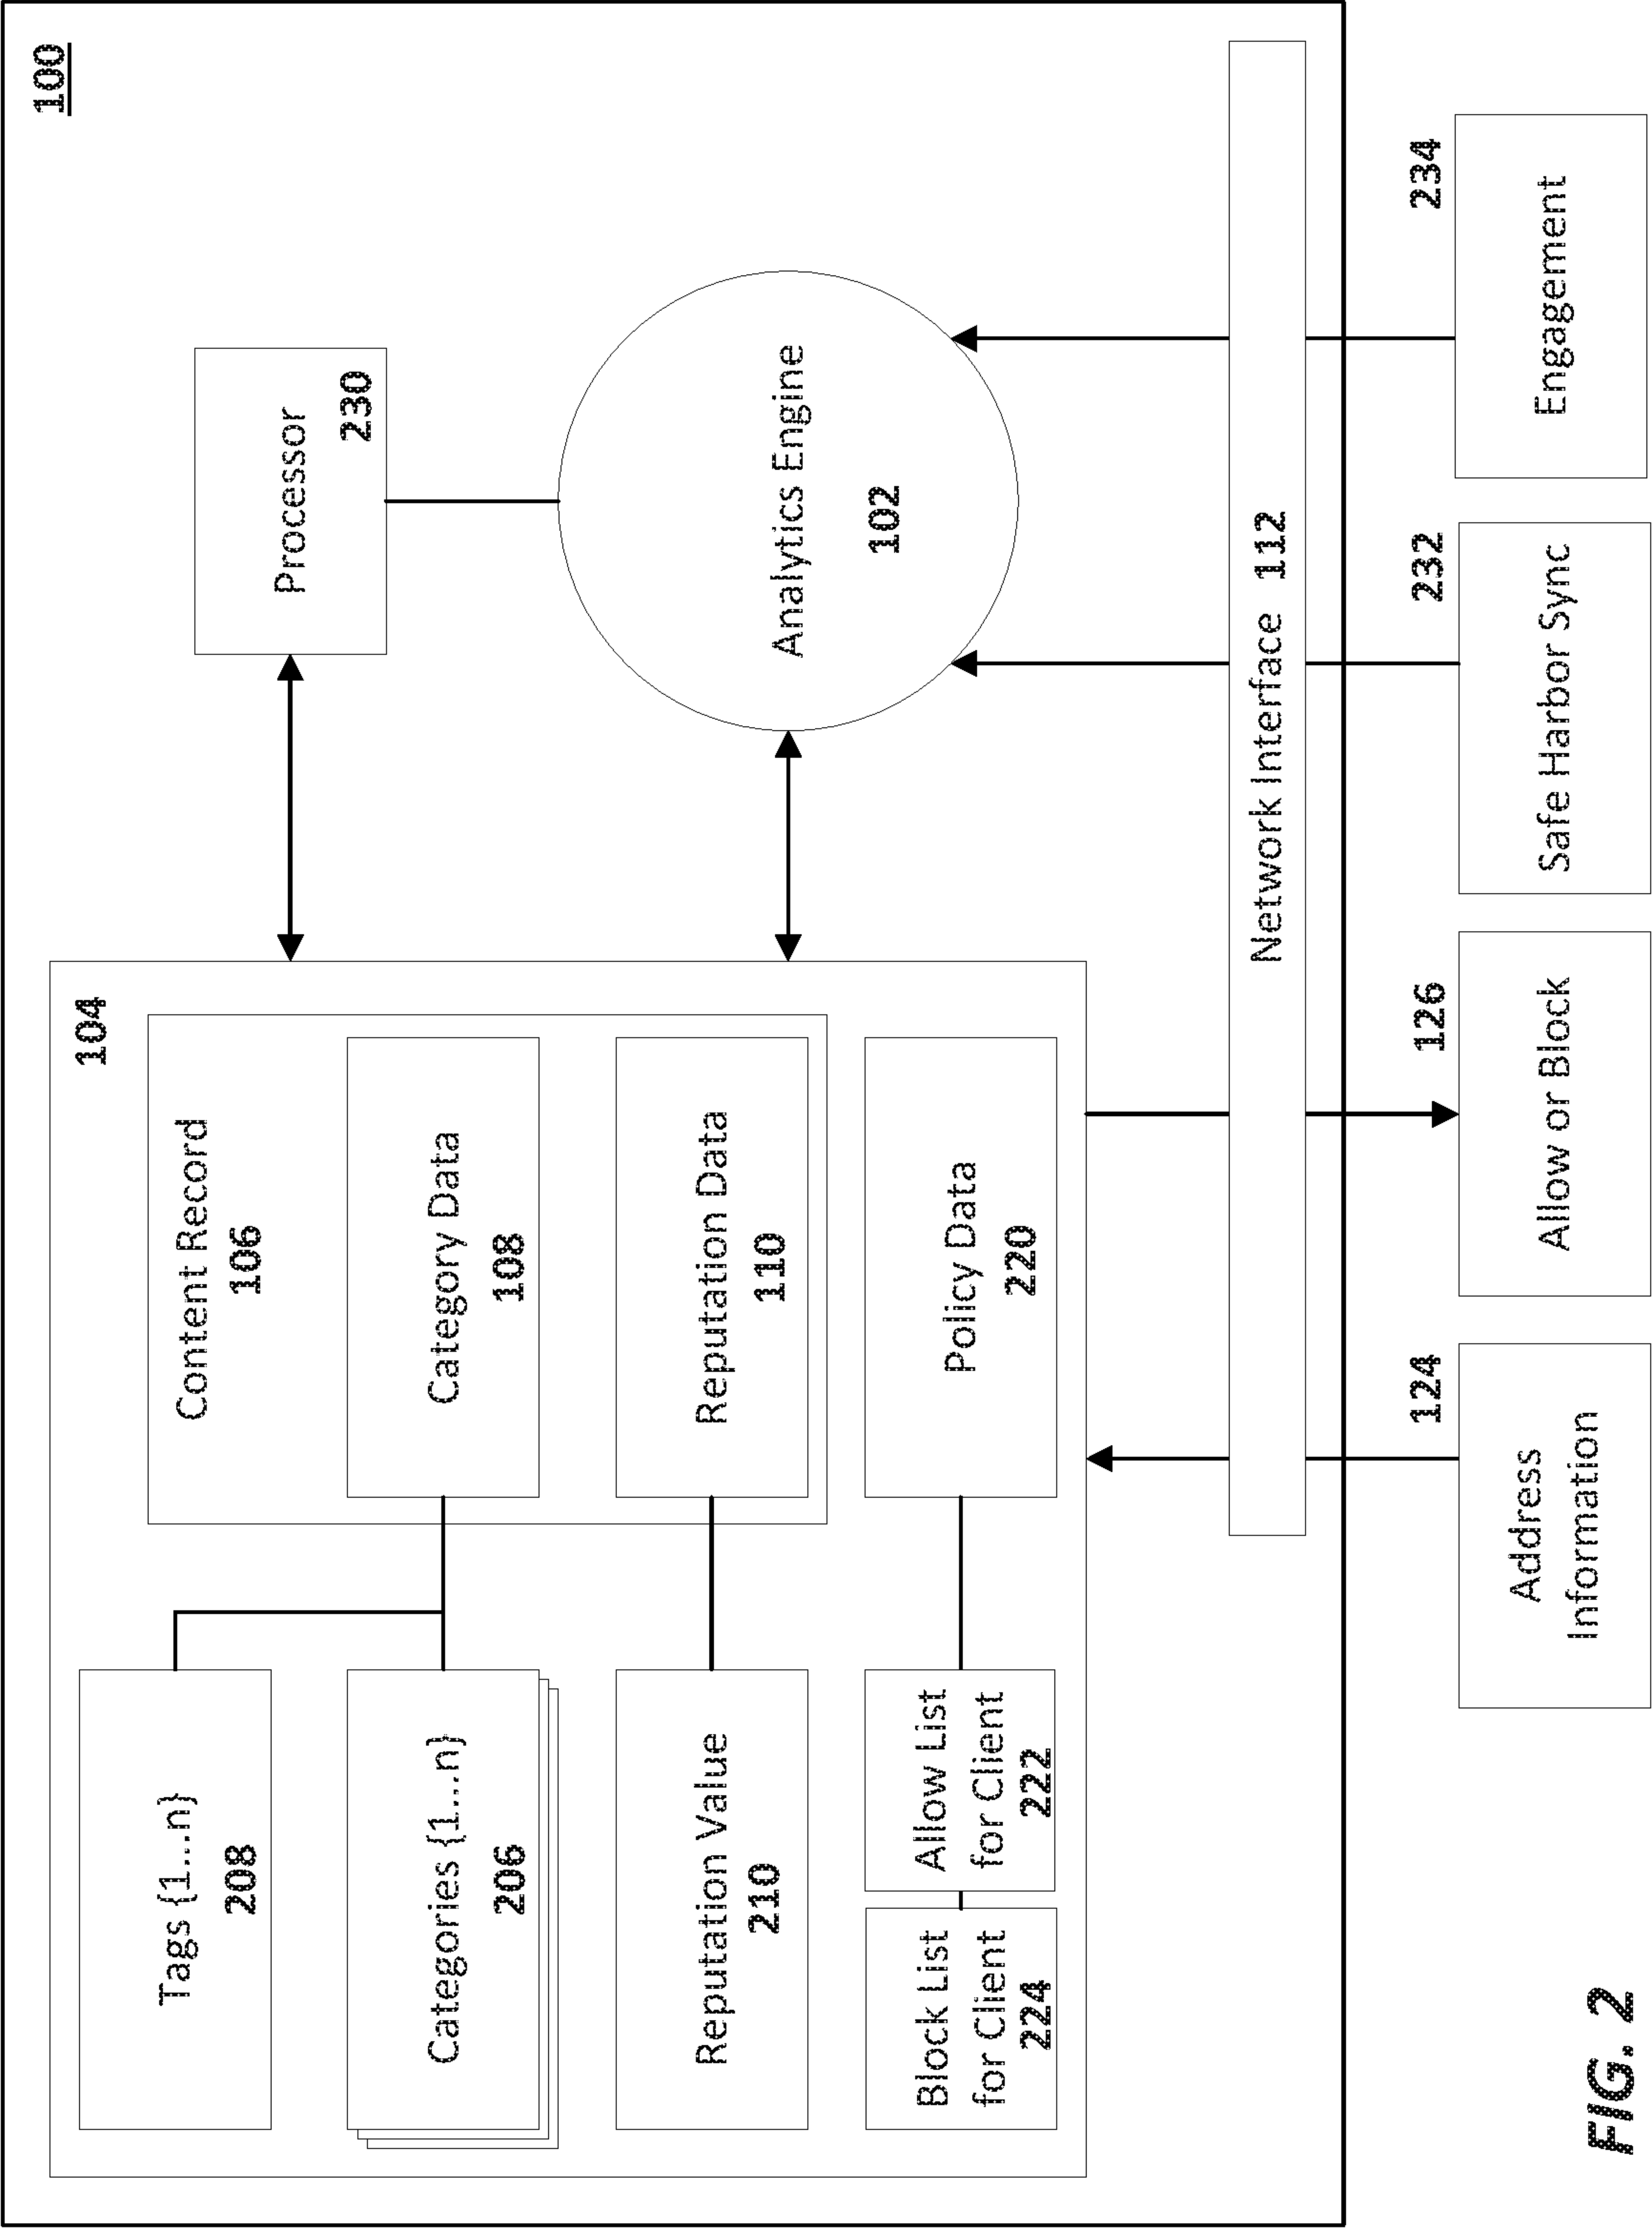 100
104
Tags {1...n}
208
Content Record
106
Processor
230
Categories {1...n}
206
Category Data
108
Reputation Value
210
Reputation Data
110
Analytics Engine
102
Block List
for Client
224
Allow List
for Client
222
Policy Data
220
Network Interface 112
124
Address
Information
126
Allow or Block
232
Safe Harbor Sync
234
Engagement
FIG. 2